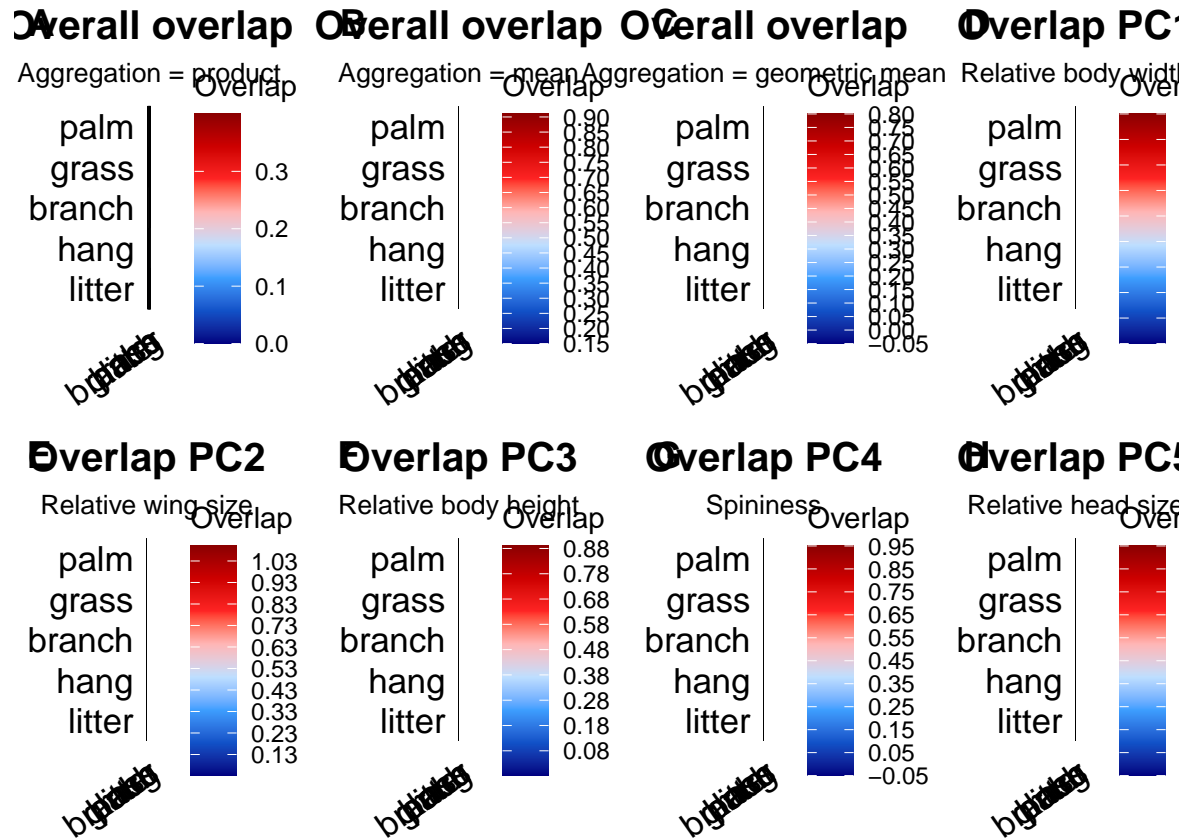 A
Overall overlap
Aggregation = product
Overlap
palm
grass
branch
hang
litter
0.3
0.2
0.1
0.0
B
Overall overlap
Aggregation = mean
Overlap
palm
grass
branch
hang
litter
0.90
0.85
0.80
0.75
0.70
0.65
0.60
0.55
0.50
0.45
0.40
0.35
0.30
0.25
0.20
0.15
C
Overall overlap
Aggregation = geometric mean
Overlap
palm
grass
branch
hang
litter
0.80
0.75
0.70
0.65
0.60
0.55
0.50
0.45
0.40
0.35
0.30
0.25
0.20
0.15
0.10
0.05
0.00
−0.05
D
Overlap PC1
Relative body width
Over
palm
grass
branch
hang
litter
E
Overlap PC2
Relative wing size
Overlap
palm
grass
branch
hang
litter
1.03
0.93
0.83
0.73
0.63
0.53
0.43
0.33
0.23
0.13
F
Overlap PC3
Relative body height
Overlap
palm
grass
branch
hang
litter
0.88
0.78
0.68
0.58
0.48
0.38
0.28
0.18
0.08
G
Overlap PC4
Spininess
Overlap
palm
grass
branch
hang
litter
0.95
0.85
0.75
0.65
0.55
0.45
0.35
0.25
0.15
0.05
−0.05
H
Overlap PC5
Relative head size
Over
palm
grass
branch
hang
litter